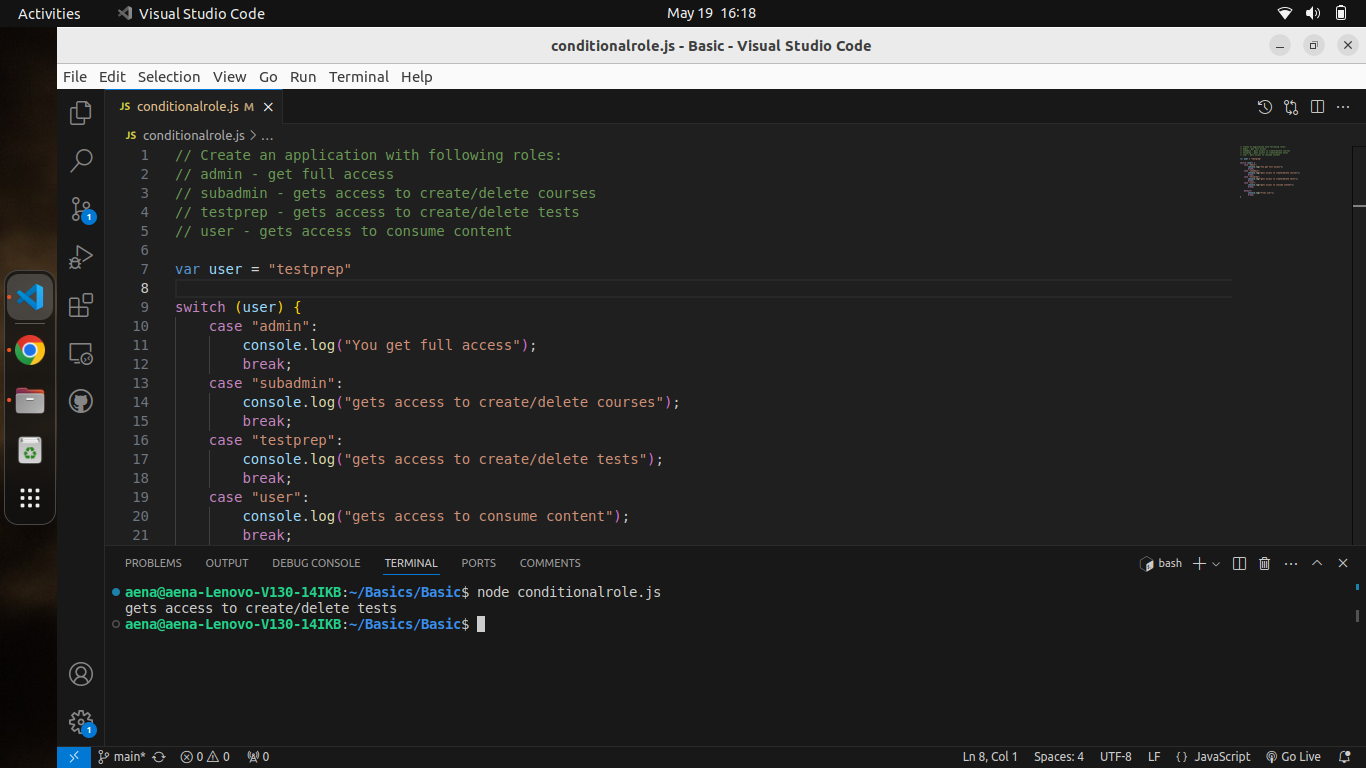 Activities Visual Studio Code May 19 16:18
conditionalrole.js - Basic - Visual Studio Code
File Edit Selection View Go Run Terminal Help
JS conditionalrole.js M
JS conditionalrole.js > ...
1 // Create an application with following roles:
2 // admin - get full access
3 // subadmin - gets access to create/delete courses
4 // testprep - gets access to create/delete tests
5 // user - gets access to consume content
6
7 var user = "testprep"
8
9 switch (user) {
10 case "admin":
11 console.log("You get full access");
12 break;
13 case "subadmin":
14 console.log("gets access to create/delete courses");
15 break;
16 case "testprep":
17 console.log("gets access to create/delete tests");
18 break;
19 case "user":
20 console.log("gets access to consume content");
21 break;
1
PROBLEMS OUTPUT DEBUG CONSOLE TERMINAL PORTS COMMENTS bash
aena@aena-Lenovo-V130-14IKB:~/Basics/Basic$ node conditionalrole.js
gets access to create/delete tests
aena@aena-Lenovo-V130-14IKB:~/Basics/Basic$
1
main* 0 0 0 Ln 8, Col 1 Spaces: 4 UTF-8 LF {} JavaScript Go Live